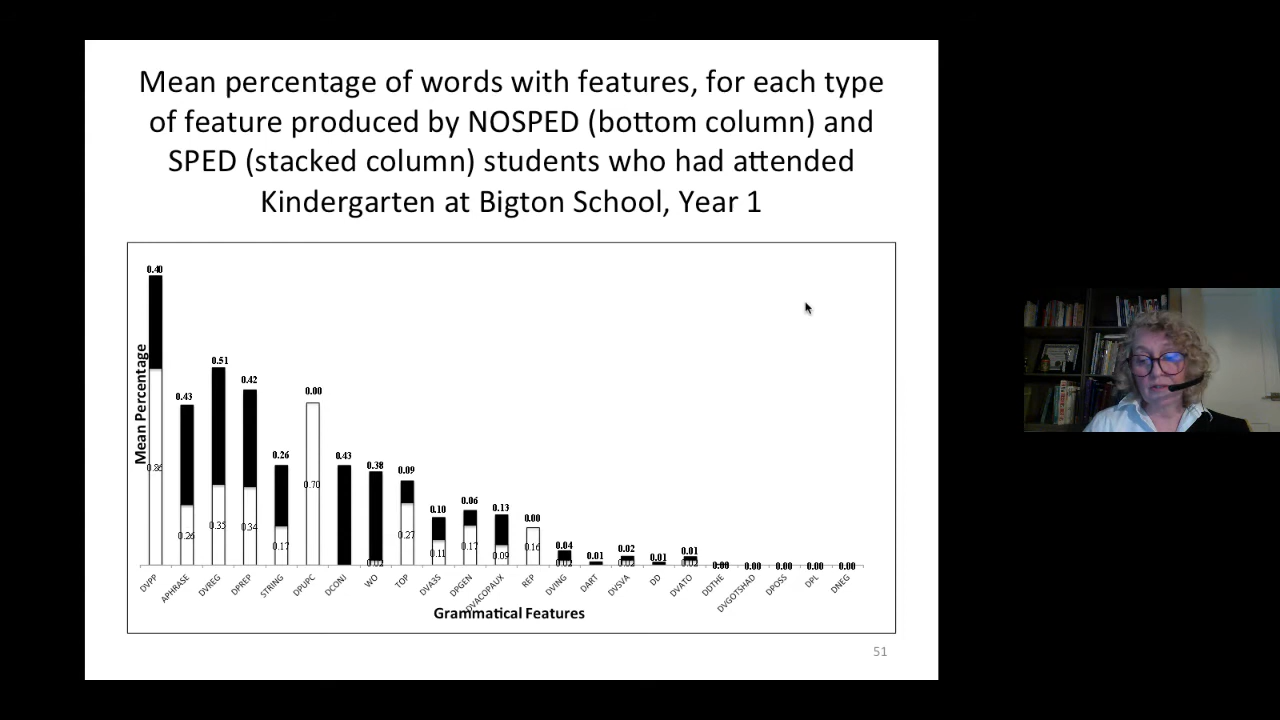 Mean percentage of words with features, for each type
of feature produced by NOSPED (bottom column) and
SPED (stacked column) students who had attended
Kindergarten at Bigton School, Year 1
Mean Percentage
0.40
0.43
0.51
0.42
0.26
0.00
0.43
0.38
0.09
0.10
0.06
0.13
0.00
0.04
0.01
0.02
0.01
0.01
0.00
0.00
0.00
0.00
0.00
0.86
0.26
0.35
0.34
0.17
0.70
0.02
0.27
0.11
0.17
0.09
0.16
0.02
0.02
0.02
DVPP
APHRASE
DVREG
DPREP
STRING
DPUPC
DCONJ
WO
TOP
DVA3S
DPGEN
DVACOPAUX
REP
DVING
DART
DVSVA
DD
DVATO
DDTHE
DVGOTSHAD
DPOSS
DPL
DNEG
Grammatical Features
51